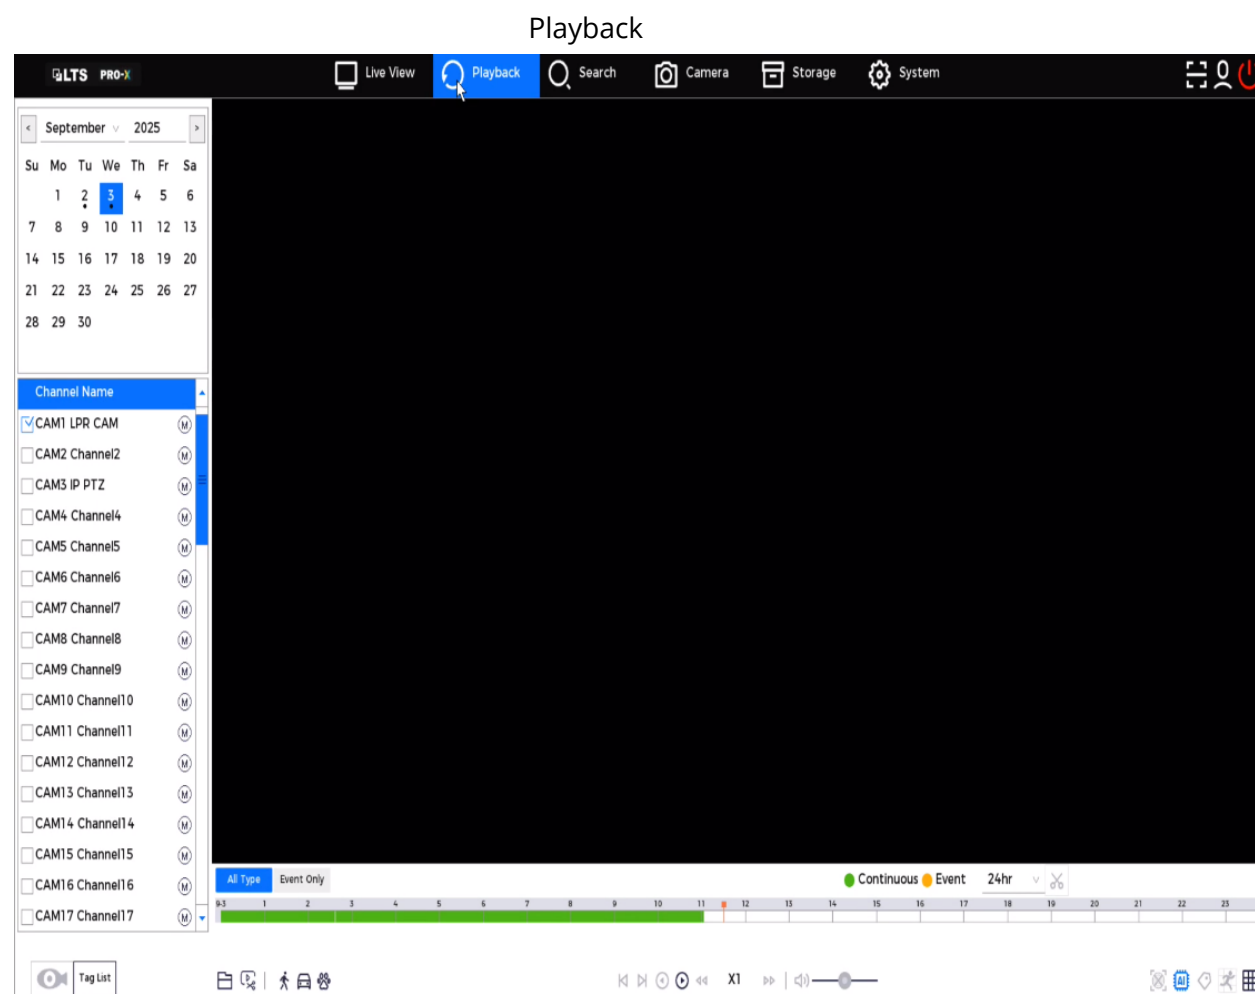 Playback
LTS PRO-X
Live View
Playback
Search
Camera
Storage
System
< September v 2025 >
Su Mo Tu We Th Fr Sa
1 2 3 4 5 6
7 8 9 10 11 12 13
14 15 16 17 18 19 20
21 22 23 24 25 26 27
28 29 30
Channel Name
CAM1 LPR CAM M
CAM2 Channel2 M
CAM3 IP PTZ M
CAM4 Channel4 M
CAM5 Channel5 M
CAM6 Channel6 M
CAM7 Channel7 M
CAM8 Channel8 M
CAM9 Channel9 M
CAM10 Channel10 M
CAM11 Channel11 M
CAM12 Channel12 M
CAM13 Channel13 M
CAM14 Channel14 M
CAM15 Channel15 M
CAM16 Channel16 M
CAM17 Channel17 M
All Type Event Only Continuous Event 24hr
9-3 1 2 3 4 5 6 7 8 9 10 11 12 13 14 15 16 17 18 19 20 21 22 23
Tag List
X1
AI